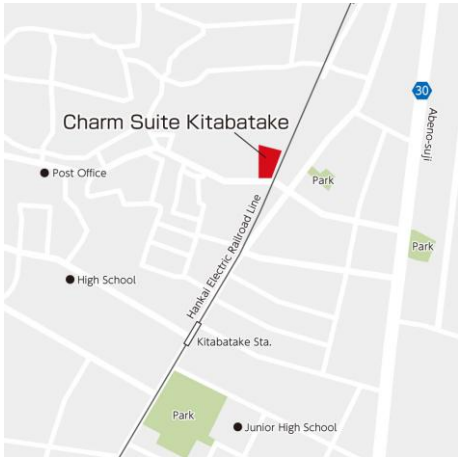 30
Abeno-suji
Charm Suite Kitabatake
Post Office
Park
Park
Hankai Electric Railroad Line
High School
Kitabatake Sta.
Park
Junior High School